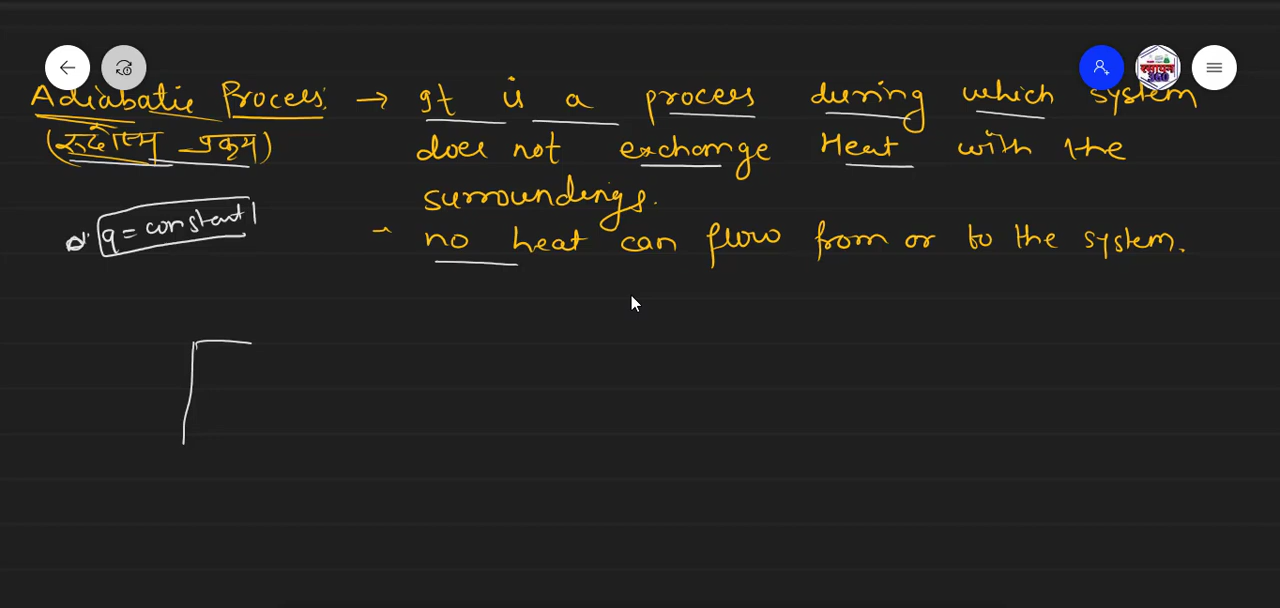 Adiabatic Process: → It is a process during which system
(रूदोष्म प्रक्रम) does not exchange Heat with the
surroundings.
q = constant
- no heat can flow from or to the system.